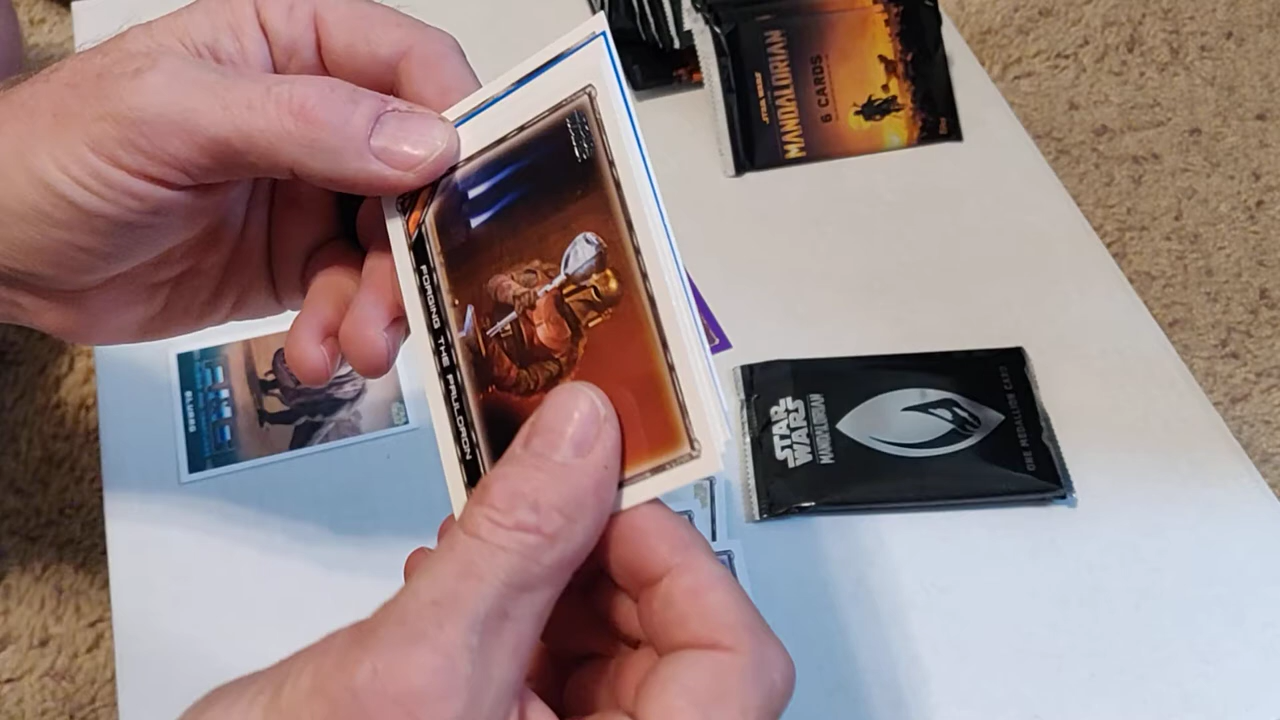 STAR WARS
MANDALORIAN
6 CARDS
FORGING THE PAULDRON
STAR
WARS
MANDALORIAN
ONE MEDALLION CARD
BLURRG